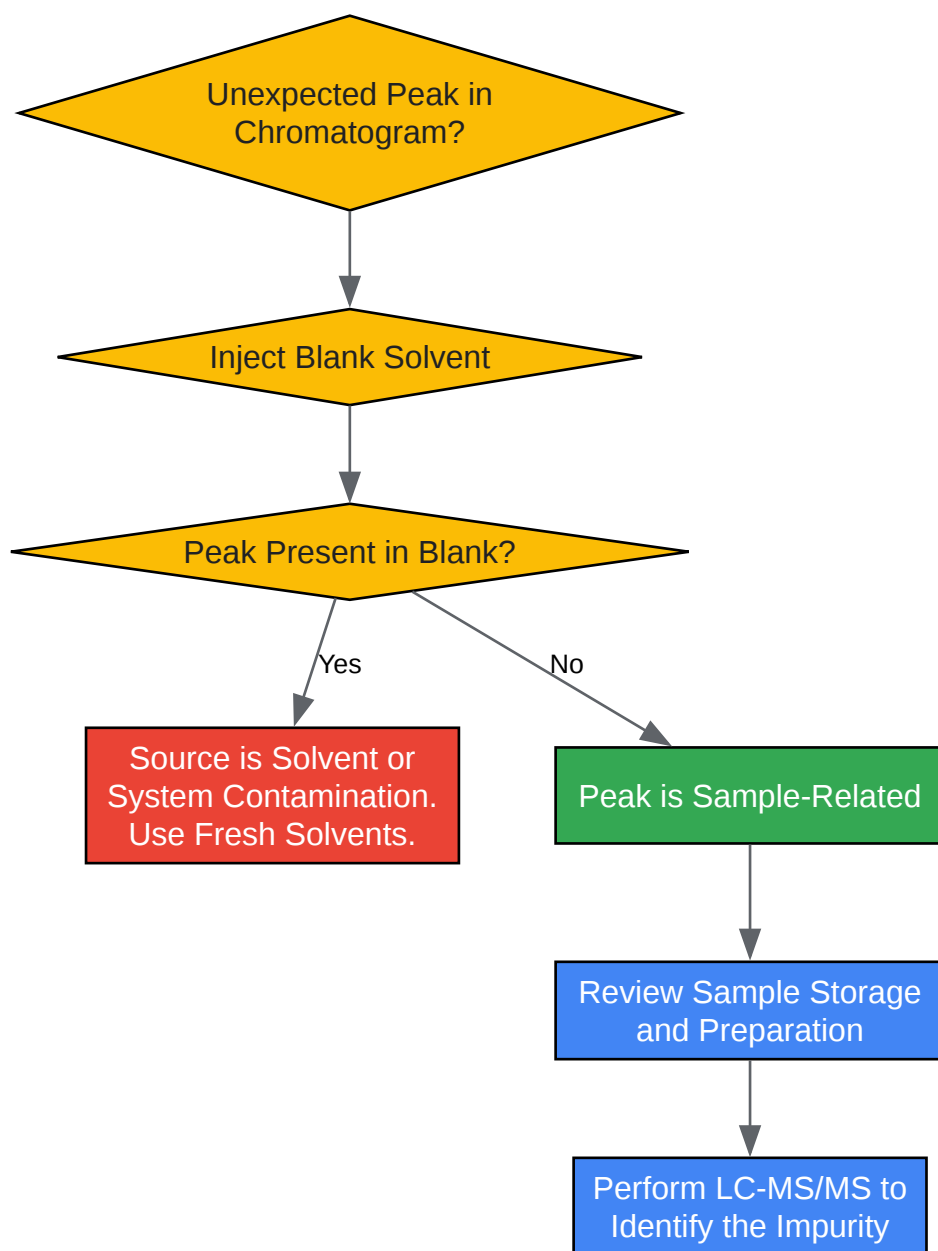 Unexpected Peak in
Chromatogram?
Inject Blank Solvent
Peak Present in Blank?
Yes
No
Source is Solvent or
System Contamination.
Use Fresh Solvents.
Peak is Sample-Related
Review Sample Storage
and Preparation
Perform LC-MS/MS to
Identify the Impurity